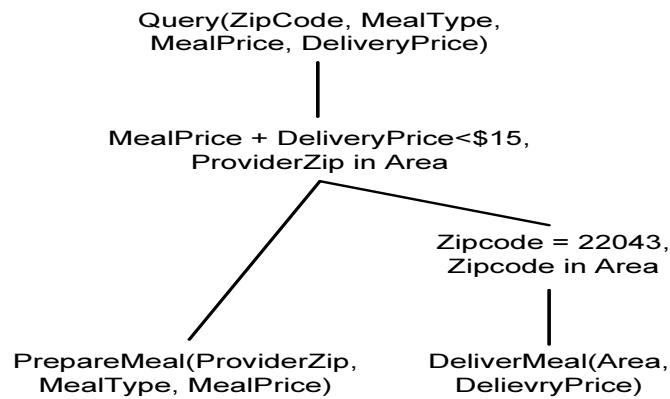 Query(ZipCode, MealType,
MealPrice, DeliveryPrice)
MealPrice + DeliveryPrice<$15,
ProviderZip in Area
Zipcode = 22043,
Zipcode in Area
PrepareMeal(ProviderZip,
MealType, MealPrice)
DeliverMeal(Area,
DelievryPrice)